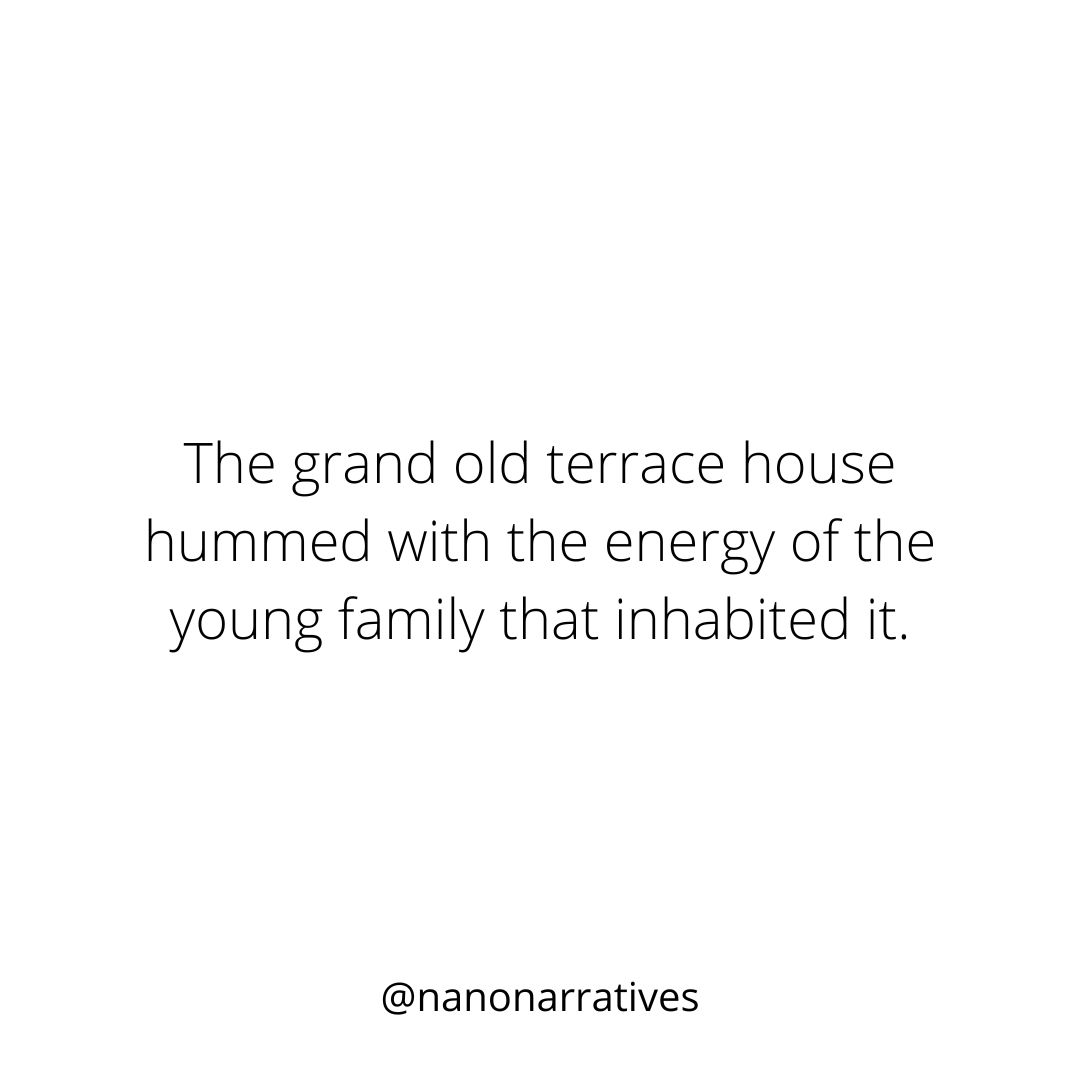 The grand old terrace house
hummed with the energy of the
young family that inhabited it.
@nanonarratives